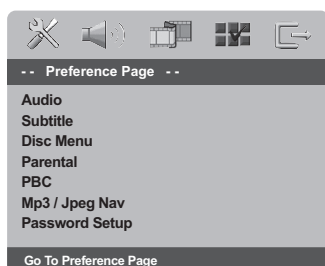 - -  Preference Page  - -
Audio
Subtitle
Disc Menu
Parental
PBC
Mp3 / Jpeg Nav
Password Setup
Go To Preference Page